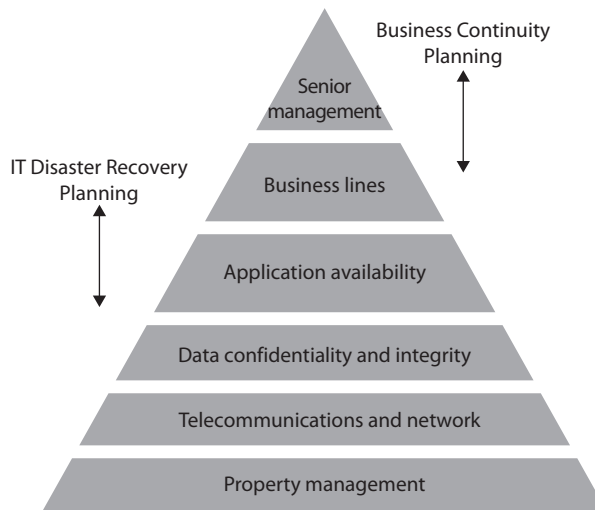 Business Continuity
Planning
Senior
management
IT Disaster Recovery
Planning
Business lines
Application availability
Data confidentiality and integrity
Telecommunications and network
Property management